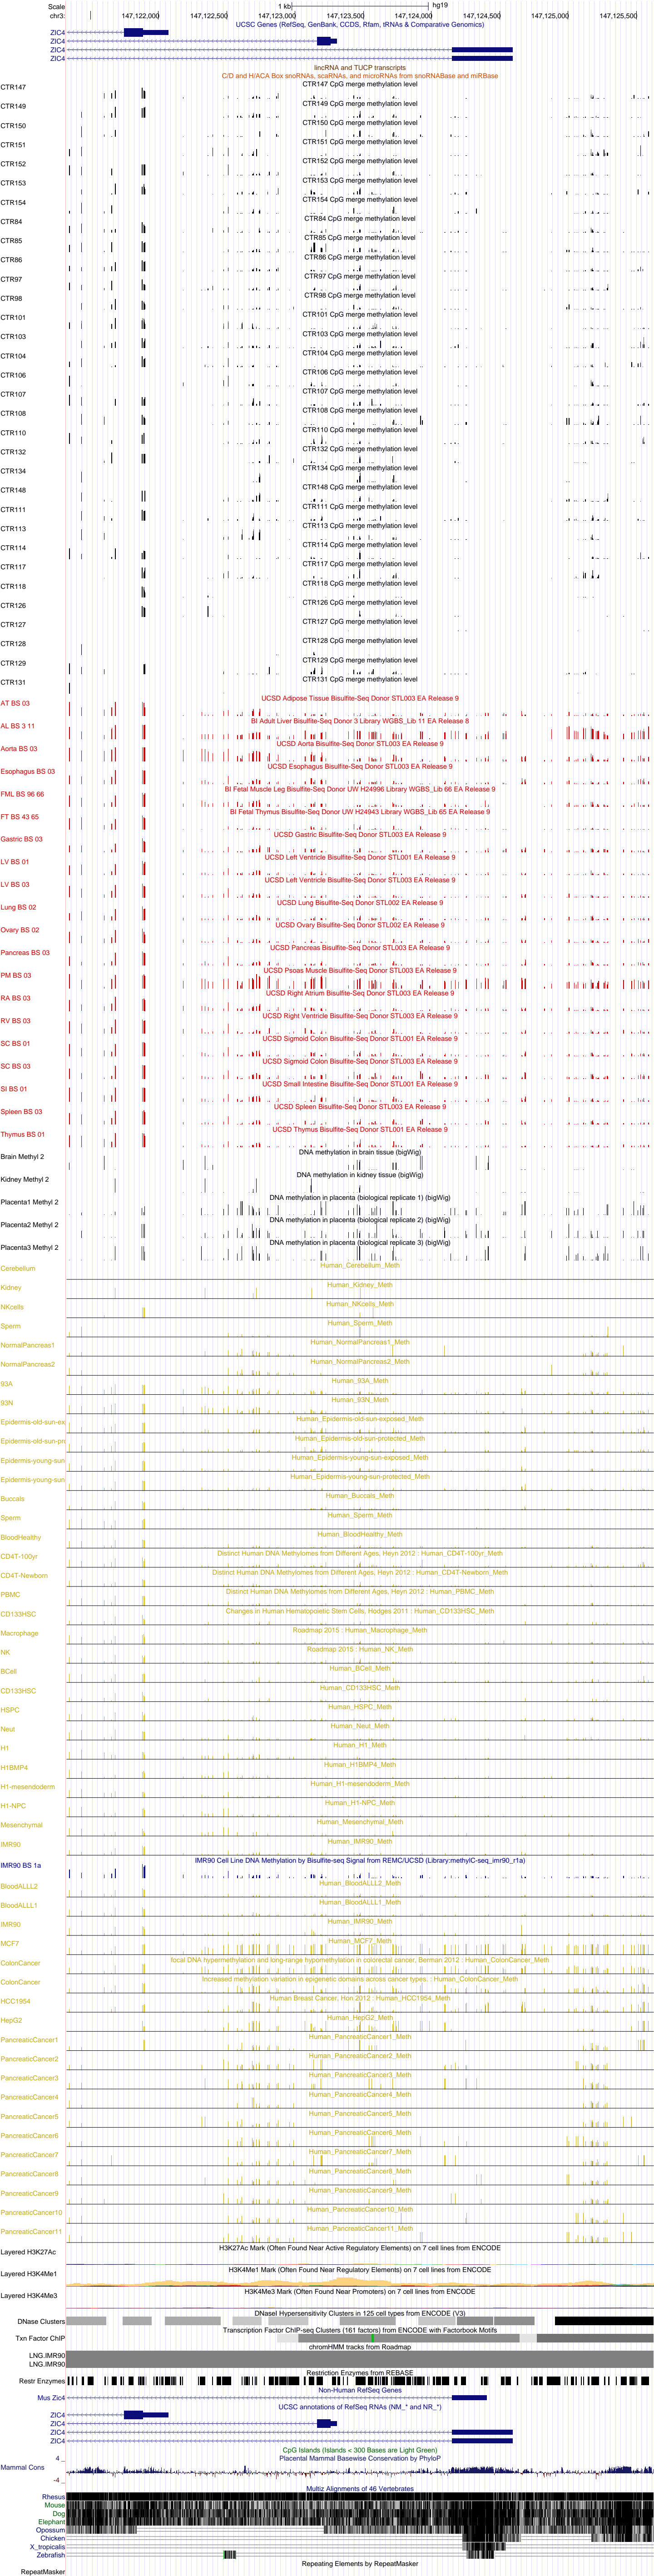 Scale 1 kb hg19
chr3: 147,122,000 147,122,500 147,123,000 147,123,500 147,124,000 147,124,500 147,125,000 147,125,500
UCSC Genes (RefSeq, GenBank, CCDS, Rfam, tRNAs & Comparative Genomics)
ZIC4
ZIC4
ZIC4
ZIC4
lincRNA and TUCP transcripts
C/D and H/ACA Box snoRNAs, scaRNAs, and microRNAs from snoRNABase and miRBase
CTR147 CTR147 CpG merge methylation level
CTR149 CTR149 CpG merge methylation level
CTR150 CTR150 CpG merge methylation level
CTR151 CTR151 CpG merge methylation level
CTR152 CTR152 CpG merge methylation level
CTR153 CTR153 CpG merge methylation level
CTR154 CTR154 CpG merge methylation level
CTR84 CTR84 CpG merge methylation level
CTR85 CTR85 CpG merge methylation level
CTR86 CTR86 CpG merge methylation level
CTR97 CTR97 CpG merge methylation level
CTR98 CTR98 CpG merge methylation level
CTR101 CTR101 CpG merge methylation level
CTR103 CTR103 CpG merge methylation level
CTR104 CTR104 CpG merge methylation level
CTR106 CTR106 CpG merge methylation level
CTR107 CTR107 CpG merge methylation level
CTR108 CTR108 CpG merge methylation level
CTR110 CTR110 CpG merge methylation level
CTR132 CTR132 CpG merge methylation level
CTR134 CTR134 CpG merge methylation level
CTR148 CTR148 CpG merge methylation level
CTR111 CTR111 CpG merge methylation level
CTR113 CTR113 CpG merge methylation level
CTR114 CTR114 CpG merge methylation level
CTR117 CTR117 CpG merge methylation level
CTR118 CTR118 CpG merge methylation level
CTR126 CTR126 CpG merge methylation level
CTR127 CTR127 CpG merge methylation level
CTR128 CTR128 CpG merge methylation level
CTR129 CTR129 CpG merge methylation level
CTR131 CTR131 CpG merge methylation level
AT BS 03 UCSD Adipose Tissue Bisulfite-Seq Donor STL003 EA Release 9
AL BS 3 11 BI Adult Liver Bisulfite-Seq Donor 3 Library WGBS_Lib 11 EA Release 8
Aorta BS 03 UCSD Aorta Bisulfite-Seq Donor STL003 EA Release 9
Esophagus BS 03 UCSD Esophagus Bisulfite-Seq Donor STL003 EA Release 9
FML BS 96 66 BI Fetal Muscle Leg Bisulfite-Seq Donor UW H24996 Library WGBS_Lib 66 EA Release 9
FT BS 43 65 BI Fetal Thymus Bisulfite-Seq Donor UW H24943 Library WGBS_Lib 65 EA Release 9
Gastric BS 03 UCSD Gastric Bisulfite-Seq Donor STL003 EA Release 9
LV BS 01 UCSD Left Ventricle Bisulfite-Seq Donor STL001 EA Release 9
LV BS 03 UCSD Left Ventricle Bisulfite-Seq Donor STL003 EA Release 9
Lung BS 02 UCSD Lung Bisulfite-Seq Donor STL002 EA Release 9
Ovary BS 02 UCSD Ovary Bisulfite-Seq Donor STL002 EA Release 9
Pancreas BS 03 UCSD Pancreas Bisulfite-Seq Donor STL003 EA Release 9
PM BS 03 UCSD Psoas Muscle Bisulfite-Seq Donor STL003 EA Release 9
RA BS 03 UCSD Right Atrium Bisulfite-Seq Donor STL003 EA Release 9
RV BS 03 UCSD Right Ventricle Bisulfite-Seq Donor STL003 EA Release 9
SC BS 01 UCSD Sigmoid Colon Bisulfite-Seq Donor STL001 EA Release 9
SC BS 03 UCSD Sigmoid Colon Bisulfite-Seq Donor STL003 EA Release 9
SI BS 01 UCSD Small Intestine Bisulfite-Seq Donor STL001 EA Release 9
Spleen BS 03 UCSD Spleen Bisulfite-Seq Donor STL003 EA Release 9
Thymus BS 01 UCSD Thymus Bisulfite-Seq Donor STL001 EA Release 9
Brain Methyl 2 DNA methylation in brain tissue (bigWig)
Kidney Methyl 2 DNA methylation in kidney tissue (bigWig)
Placenta1 Methyl 2 DNA methylation in placenta (biological replicate 1) (bigWig)
Placenta2 Methyl 2 DNA methylation in placenta (biological replicate 2) (bigWig)
Placenta3 Methyl 2 DNA methylation in placenta (biological replicate 3) (bigWig)
Cerebellum Human_Cerebellum_Meth
Kidney Human_Kidney_Meth
NKcells Human_NKcells_Meth
Sperm Human_Sperm_Meth
NormalPancreas1 Human_NormalPancreas1_Meth
NormalPancreas2 Human_NormalPancreas2_Meth
93A Human_93A_Meth
93N Human_93N_Meth
Epidermis-old-sun-ex Human_Epidermis-old-sun-exposed_Meth
Epidermis-old-sun-pri Human_Epidermis-old-sun-protected_Meth
Epidermis-young-sun Human_Epidermis-young-sun-exposed_Meth
Epidermis-young-sun Human_Epidermis-young-sun-protected_Meth
Buccals Human_Buccals_Meth
Sperm Human_Sperm_Meth
BloodHealthy Human_BloodHealthy_Meth
CD4T-100yr Distinct Human DNA Methylomes from Different Ages, Heyn 2012 : Human_CD4T-100yr_Meth
CD4T-Newborn Distinct Human DNA Methylomes from Different Ages, Heyn 2012 : Human_CD4T-Newborn_Meth
PBMC Distinct Human DNA Methylomes from Different Ages, Heyn 2012 : Human_PBMC_Meth
CD133HSC Changes in Human Hematopoietic Stem Cells, Hodges 2011 : Human_CD133HSC_Meth
Macrophage Roadmap 2015 : Human_Macrophage_Meth
NK Roadmap 2015 : Human_NK_Meth
BCell Human_BCell_Meth
CD133HSC Human_CD133HSC_Meth
HSPC Human_HSPC_Meth
Neut Human_Neut_Meth
H1 Human_H1_Meth
H1BMP4 Human_H1BMP4_Meth
H1-mesendoderm Human_H1-mesendoderm_Meth
H1-NPC Human_H1-NPC_Meth
Mesenchymal Human_Mesenchymal_Meth
IMR90 Human_IMR90_Meth
IMR90 BS 1a IMR90 Cell Line DNA Methylation by Bisulfite-seq Signal from REMC/UCSD (Library:methylC-seq_imr90_r1a)
BloodALLL2 Human_BloodALLL2_Meth
BloodALLL1 Human_BloodALLL1_Meth
IMR90 Human_IMR90_Meth
MCF7 Human_MCF7_Meth
ColonCancer focal DNA hypermethylation and long-range hypomethylation in colorectal cancer, Berman 2012 : Human_ColonCancer_Meth
ColonCancer Increased methylation variation in epigenetic domains across cancer types. : Human_ColonCancer_Meth
HCC1954 Human Breast Cancer, Hon 2012 : Human_HCC1954_Meth
HepG2 Human_HepG2_Meth
PancreaticCancer1 Human_PancreaticCancer1_Meth
PancreaticCancer2 Human_PancreaticCancer2_Meth
PancreaticCancer3 Human_PancreaticCancer3_Meth
PancreaticCancer4 Human_PancreaticCancer4_Meth
PancreaticCancer5 Human_PancreaticCancer5_Meth
PancreaticCancer6 Human_PancreaticCancer6_Meth
PancreaticCancer7 Human_PancreaticCancer7_Meth
PancreaticCancer8 Human_PancreaticCancer8_Meth
PancreaticCancer9 Human_PancreaticCancer9_Meth
PancreaticCancer10 Human_PancreaticCancer10_Meth
PancreaticCancer11 Human_PancreaticCancer11_Meth
Layered H3K27Ac H3K27Ac Mark (Often Found Near Active Regulatory Elements) on 7 cell lines from ENCODE
Layered H3K4Me1 H3K4Me1 Mark (Often Found Near Regulatory Elements) on 7 cell lines from ENCODE
Layered H3K4Me3 H3K4Me3 Mark (Often Found Near Promoters) on 7 cell lines from ENCODE
DNaseI Hypersensitivity Clusters in 125 cell types from ENCODE (V3)
DNase Clusters
Transcription Factor ChIP-seq Clusters (161 factors) from ENCODE with Factorbook Motifs
Txn Factor ChIP
chromHMM tracks from Roadmap
LNG.IMR90
LNG.IMR90
Restriction Enzymes from REBASE
Restr Enzymes
Non-Human RefSeq Genes
Mus Zic4
UCSC annotations of RefSeq RNAs (NM_* and NR_*)
ZIC4
ZIC4
ZIC4
ZIC4
CpG Islands (Islands < 300 Bases are Light Green)
Placental Mammal Basewise Conservation by PhyloP
4 _
Mammal Cons
-4 _
Multiz Alignments of 46 Vertebrates
Rhesus
Mouse
Dog
Elephant
Opossum
Chicken
X_tropicalis
Zebrafish
Repeating Elements by RepeatMasker
RepeatMasker